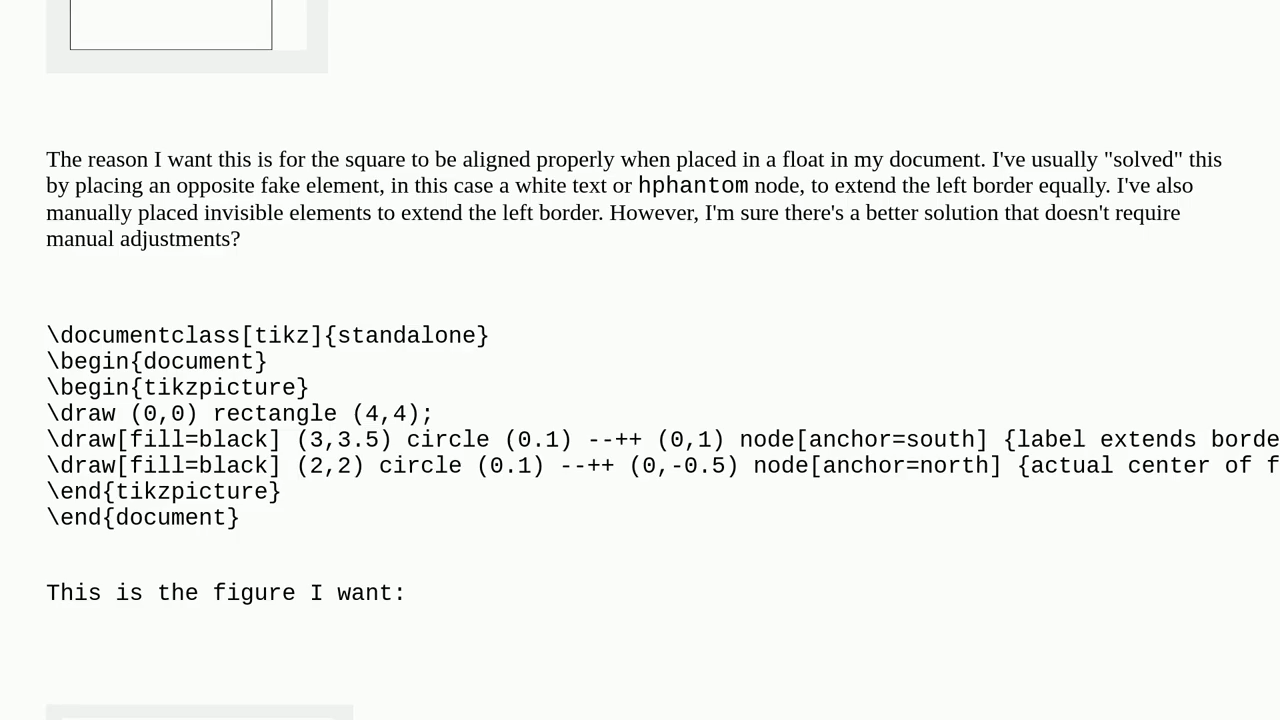 The reason I want this is for the square to be aligned properly when placed in a float in my document. I've usually "solved" this
by placing an opposite fake element, in this case a white text or hphantom node, to extend the left border equally. I've also
manually placed invisible elements to extend the left border. However, I'm sure there's a better solution that doesn't require
manual adjustments?
\documentclass[tikz]{standalone}
\begin{document}
\begin{tikzpicture}
\draw (0,0) rectangle (4,4);
\draw[fill=black] (3,3.5) circle (0.1) --++ (0,1) node[anchor=south] {label extends borde
\draw[fill=black] (2,2) circle (0.1) --++ (0,-0.5) node[anchor=north] {actual center of f
\end{tikzpicture}
\end{document}
This is the figure I want: